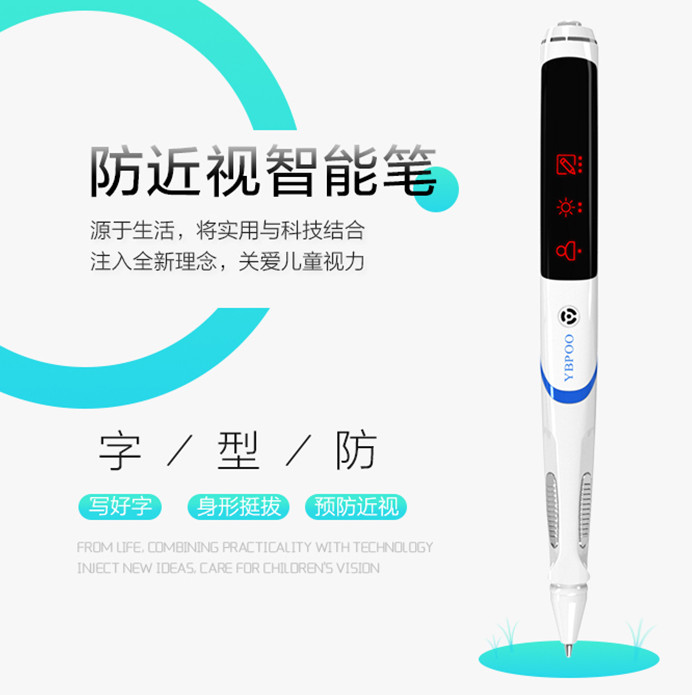 防近视智能笔
源于生活，将实用与科技结合
注入全新理念，关爱儿童视力
字 / 型 / 防
写好字 身形挺拔 预防近视
FROM LIFE, COMBINING PRACTICALITY WITH TECHNOLOGY
INJECT NEW IDEAS, CARE FOR CHILDREN'S VISION
YBPOO